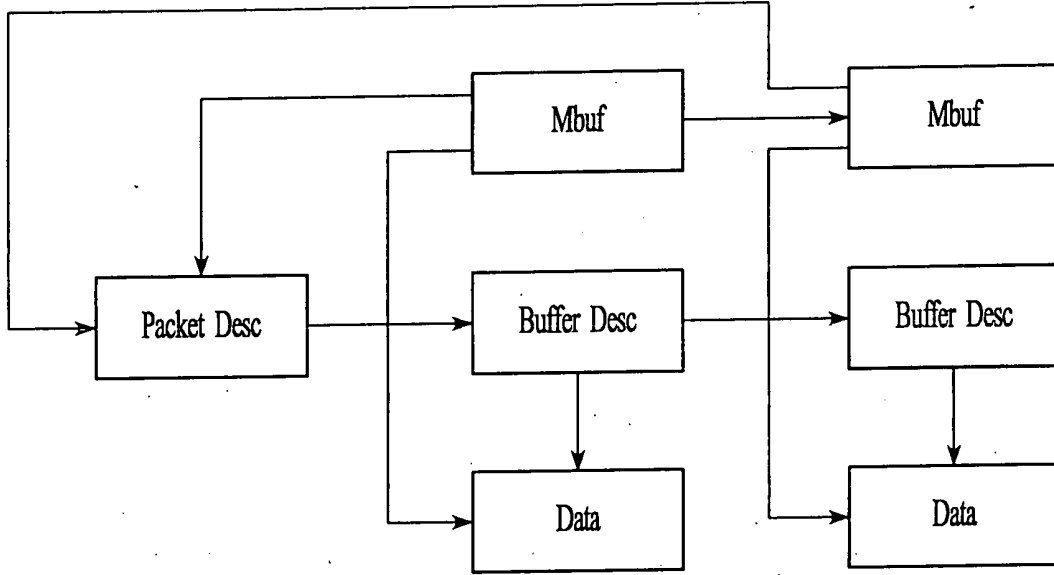 Mbuf
Mbuf
Packet Desc
Buffer Desc
Buffer Desc
Data
Data